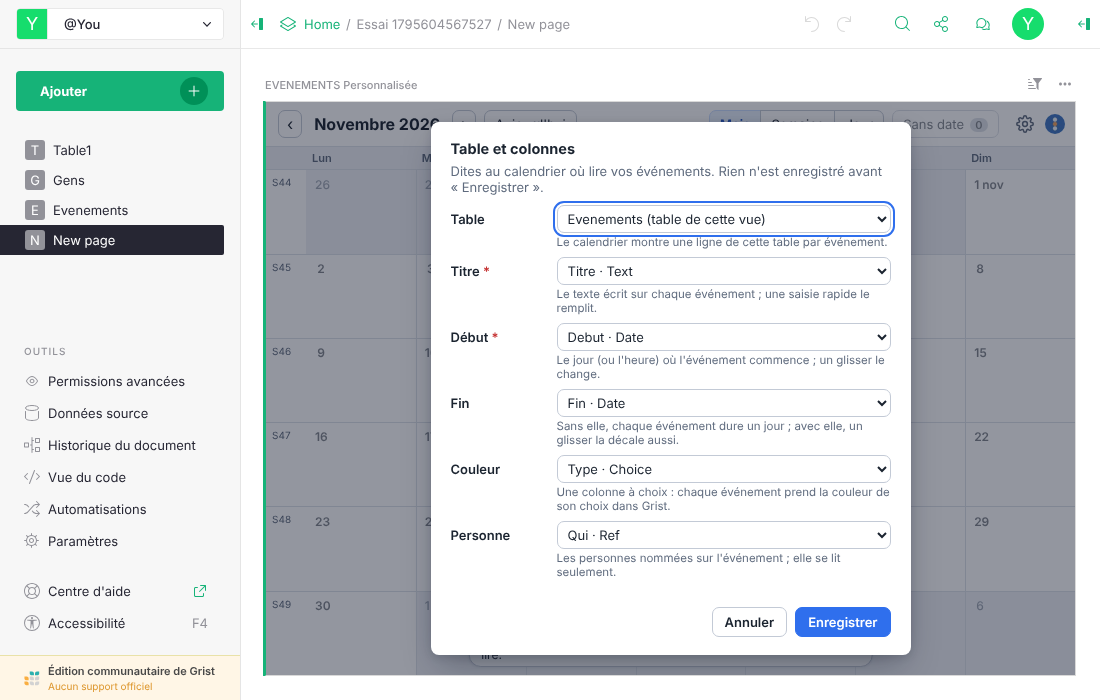 Y
@You
Home / Essai 1795604567527 / New page
Y
Ajouter
T Table1
G Gens
E Evenements
N New page
OUTILS
Permissions avancées
Données source
Historique du document
Vue du code
Automatisations
Paramètres
Centre d'aide
Accessibilité F4
Édition communautaire de Grist
Aucun support officiel
EVENEMENTS Personnalisée
Novembre 2026
Sans date 0
Lun
Dim
S44 26 1 nov
S45 2 8
S46 9 15
S47 16 22
S48 23 29
S49 30 6
Table et colonnes
Dites au calendrier où lire vos événements. Rien n'est enregistré avant
« Enregistrer ».
Table Evenements (table de cette vue)
Le calendrier montre une ligne de cette table par événement.
Titre * Titre · Text
Le texte écrit sur chaque événement ; une saisie rapide le
remplit.
Début * Debut · Date
Le jour (ou l'heure) où l'événement commence ; un glisser le
change.
Fin Fin · Date
Sans elle, chaque événement dure un jour ; avec elle, un
glisser la décale aussi.
Couleur Type · Choice
Une colonne à choix : chaque événement prend la couleur de
son choix dans Grist.
Personne Qui · Ref
Les personnes nommées sur l'événement ; elle se lit
seulement.
Annuler Enregistrer